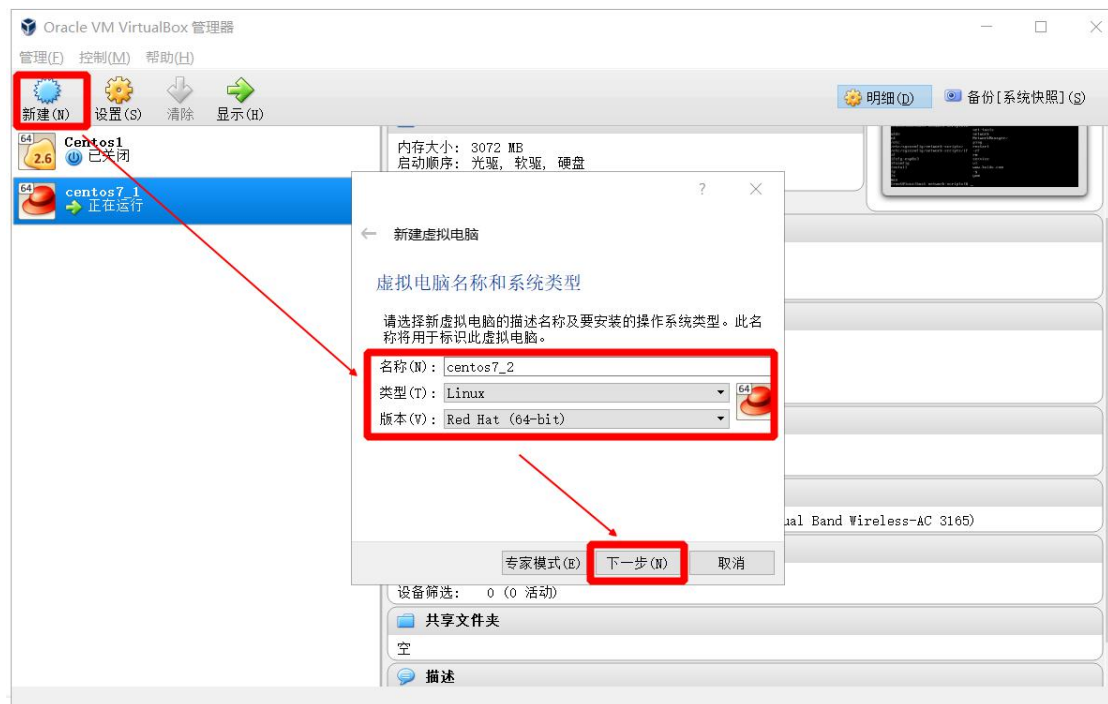 Oracle VM VirtualBox 管理器
管理(F) 控制(M) 帮助(H)
新建(N) 设置(S) 清除 显示(H)
明细(D) 备份[系统快照](S)
64 2.6 Centos1
已关闭
64 centos7_1
正在运行
内存大小: 3072 MB
启动顺序: 光驱, 软驱, 硬盘
?
新建虚拟电脑
虚拟电脑名称和系统类型
请选择新虚拟电脑的描述名称及要安装的操作系统类型。此名
称将用于标识此虚拟电脑。
名称(N): centos7_2
类型(T): Linux
64
版本(V): Red Hat (64-bit)
ual Band Wireless-AC 3165)
专家模式(E) 下一步(N) 取消
设备筛选: 0 (0 活动)
共享文件夹
空
描述